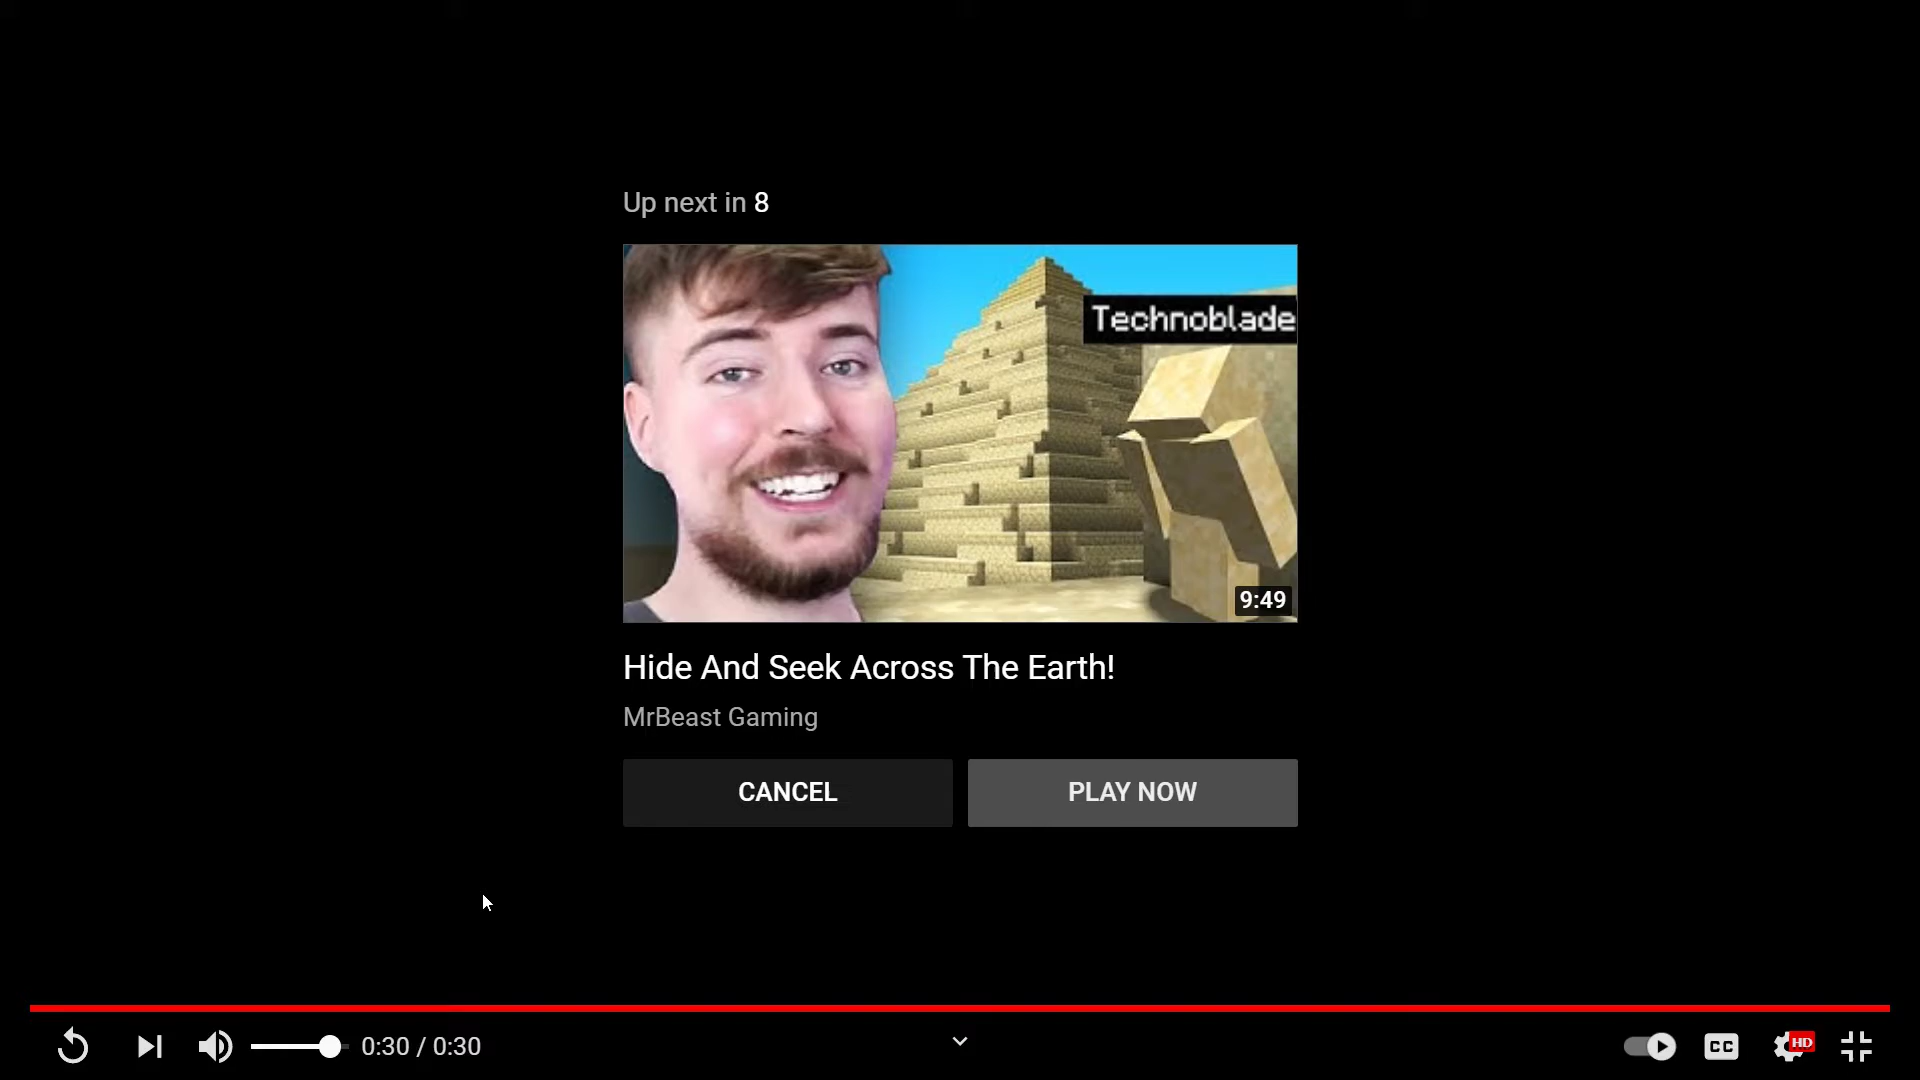 Up next in 8
Technoblade
9:49
Hide And Seek Across The Earth!
MrBeast Gaming
CANCEL
PLAY NOW
0:30 / 0:30
CC
HD